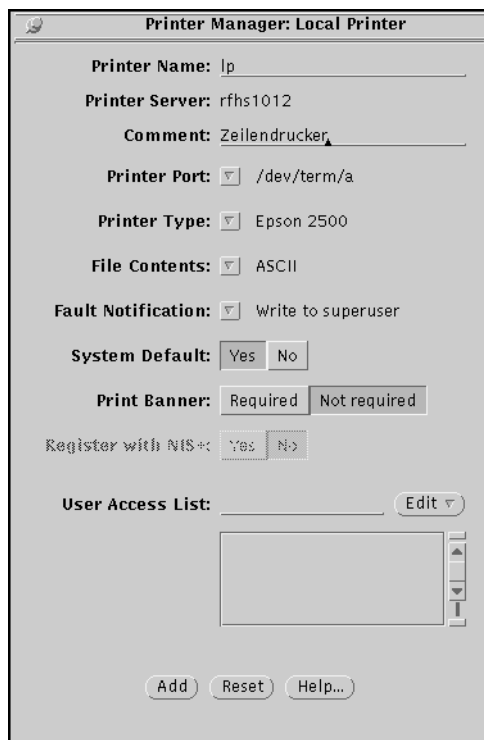 Printer Manager: Local Printer
Printer Name: lp
Printer Server: rfhs1012
Comment: Zeilendrucker
Printer Port: /dev/term/a
Printer Type: Epson 2500
File Contents: ASCII
Fault Notification: Write to superuser
System Default: Yes No
Print Banner: Required Not required
Register with NIS+: Yes No
User Access List: Edit
Add Reset Help...